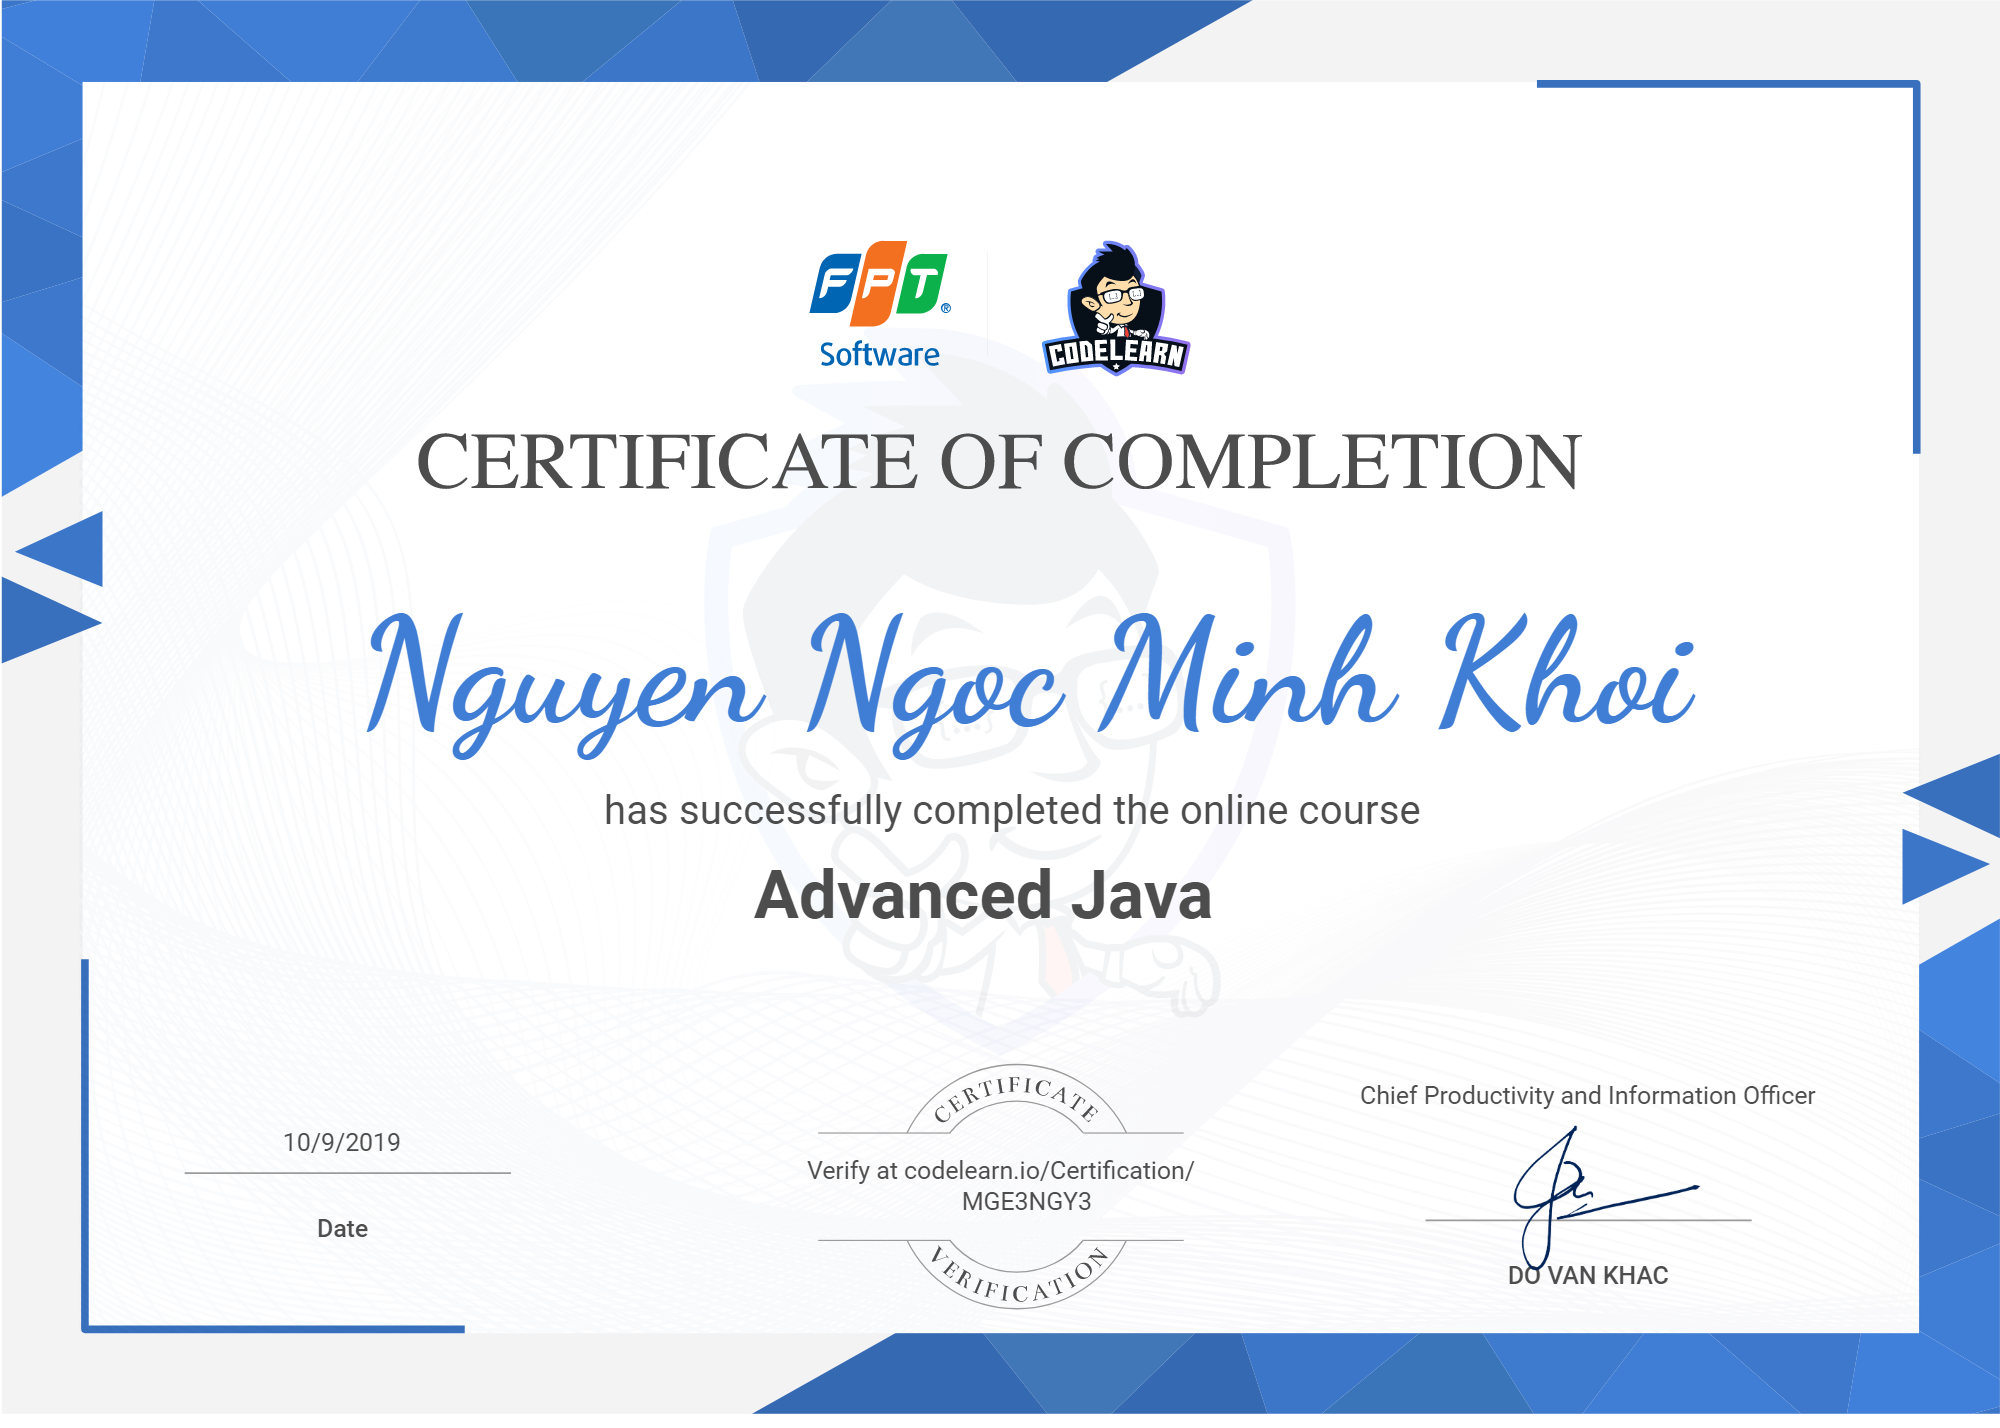 FPT®
Software
CODELEARN
CERTIFICATE OF COMPLETION
Nguyen Ngoc Minh Khoi
has successfully completed the online course
Advanced Java
10/9/2019
Date
CERTIFICATE
Verify at codelearn.io/Certification/
MGE3NGY3
VERIFICATION
Chief Productivity and Information Officer
DO VAN KHAC